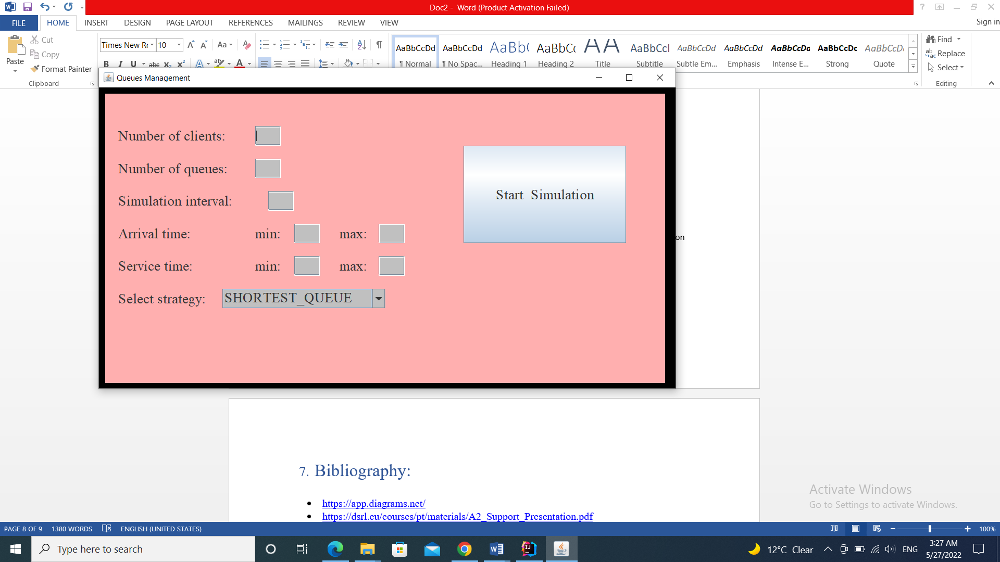 Doc2 - Word (Product Activation Failed)
FILE HOME INSERT DESIGN PAGE LAYOUT REFERENCES MAILINGS REVIEW VIEW Sign in
Paste
Cut
Copy
Format Painter
Clipboard
Times New Ro 10
B I U abc X₂ X²
AaBbCcDd AaBbCcDd AaBb( AaBbCc AA AaBbCcl AaBbCcDd AaBbCcDd AaBbCcDd AaBbCcDc AaBbCcD
¶ Normal ¶ No Spac... Heading 1 Heading 2 Title Subtitle Subtle Em... Emphasis Intense E... Strong Quote
Find
Replace
Select
Editing
Queues Management
Number of clients:
Number of queues:
Simulation interval:
Arrival time: min: max:
Service time: min: max:
Select strategy: SHORTEST_QUEUE
Start Simulation
on
7. Bibliography:
• https://app.diagrams.net/
• https://dsrl.eu/courses/pt/materials/A2_Support_Presentation.pdf
Activate Windows
Go to Settings to activate Windows.
PAGE 8 OF 9 1380 WORDS ENGLISH (UNITED STATES) 100%
Type here to search
12°C Clear ENG
3:27 AM
5/27/2022